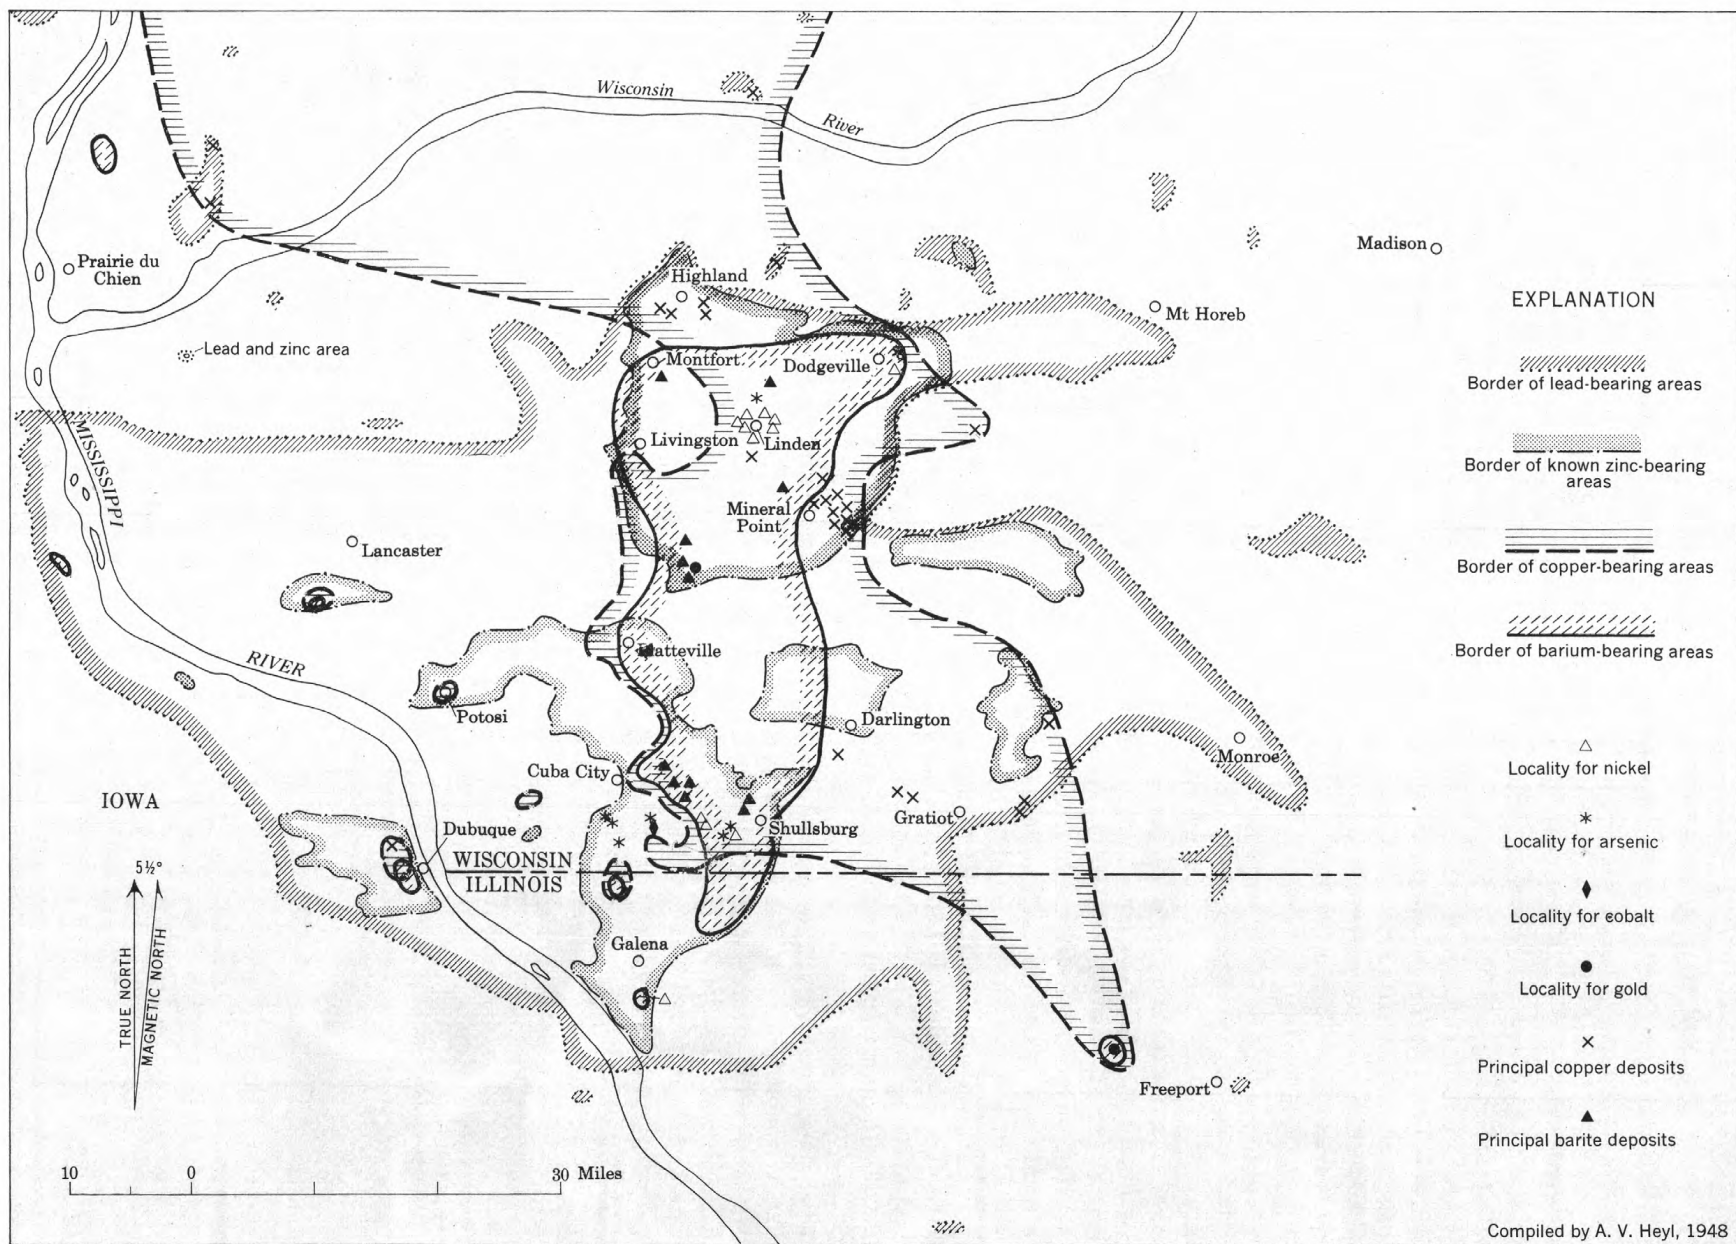 Wisconsin
River
Prairie du
Chien
Highland
Madison
Mt Horeb
Lead and zinc area
Montfort
Dodgeville
Livingston
Linden
MISSISSIPPI
Mineral
Point
Lancaster
RIVER
Platteville
Potosi
Darlington
Monroe
Cuba City
IOWA
Dubuque
Shullsburg
Gratiot
WISCONSIN
ILLINOIS
5½°
TRUE NORTH
MAGNETIC NORTH
Galena
Freeport
10 0 30 Miles
EXPLANATION
Border of lead-bearing areas
Border of known zinc-bearing
areas
Border of copper-bearing areas
Border of barium-bearing areas
Locality for nickel
Locality for arsenic
Locality for cobalt
Locality for gold
Principal copper deposits
Principal barite deposits
Compiled by A. V. Heyl, 1948